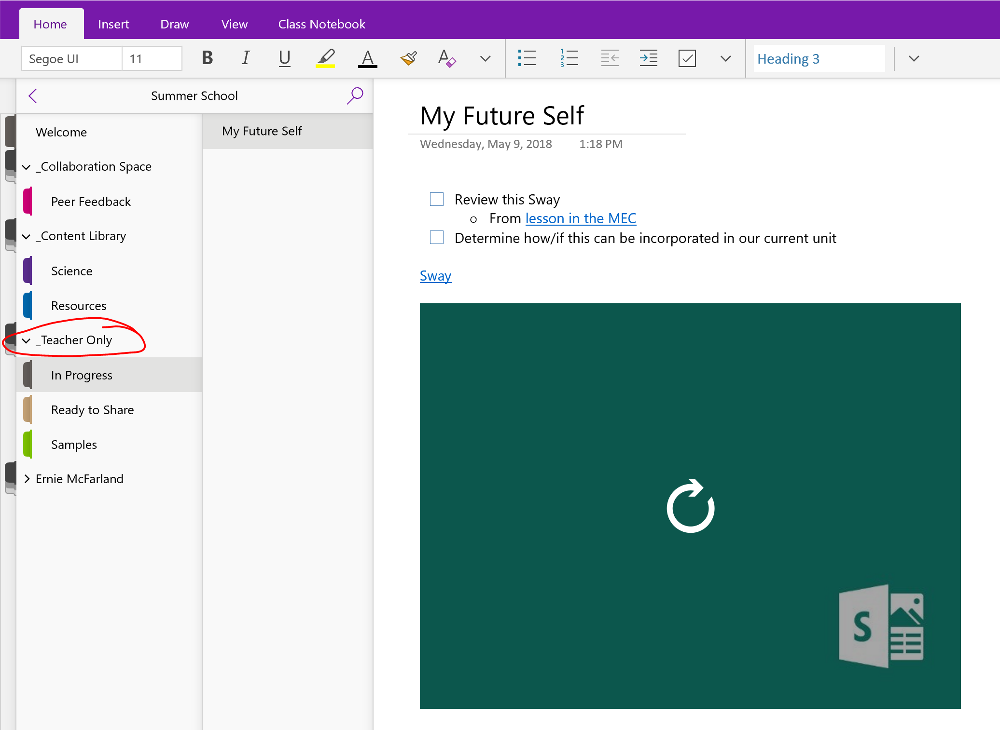 Home Insert Draw View Class Notebook
Segoe UI 11 B I U A A Heading 3
Summer School
Welcome
_Collaboration Space
Peer Feedback
_Content Library
Science
Resources
_Teacher Only
In Progress
Ready to Share
Samples
Ernie McFarland
My Future Self
My Future Self
Wednesday, May 9, 2018 1:18 PM
Review this Sway
o From lesson in the MEC
Determine how/if this can be incorporated in our current unit
Sway
S